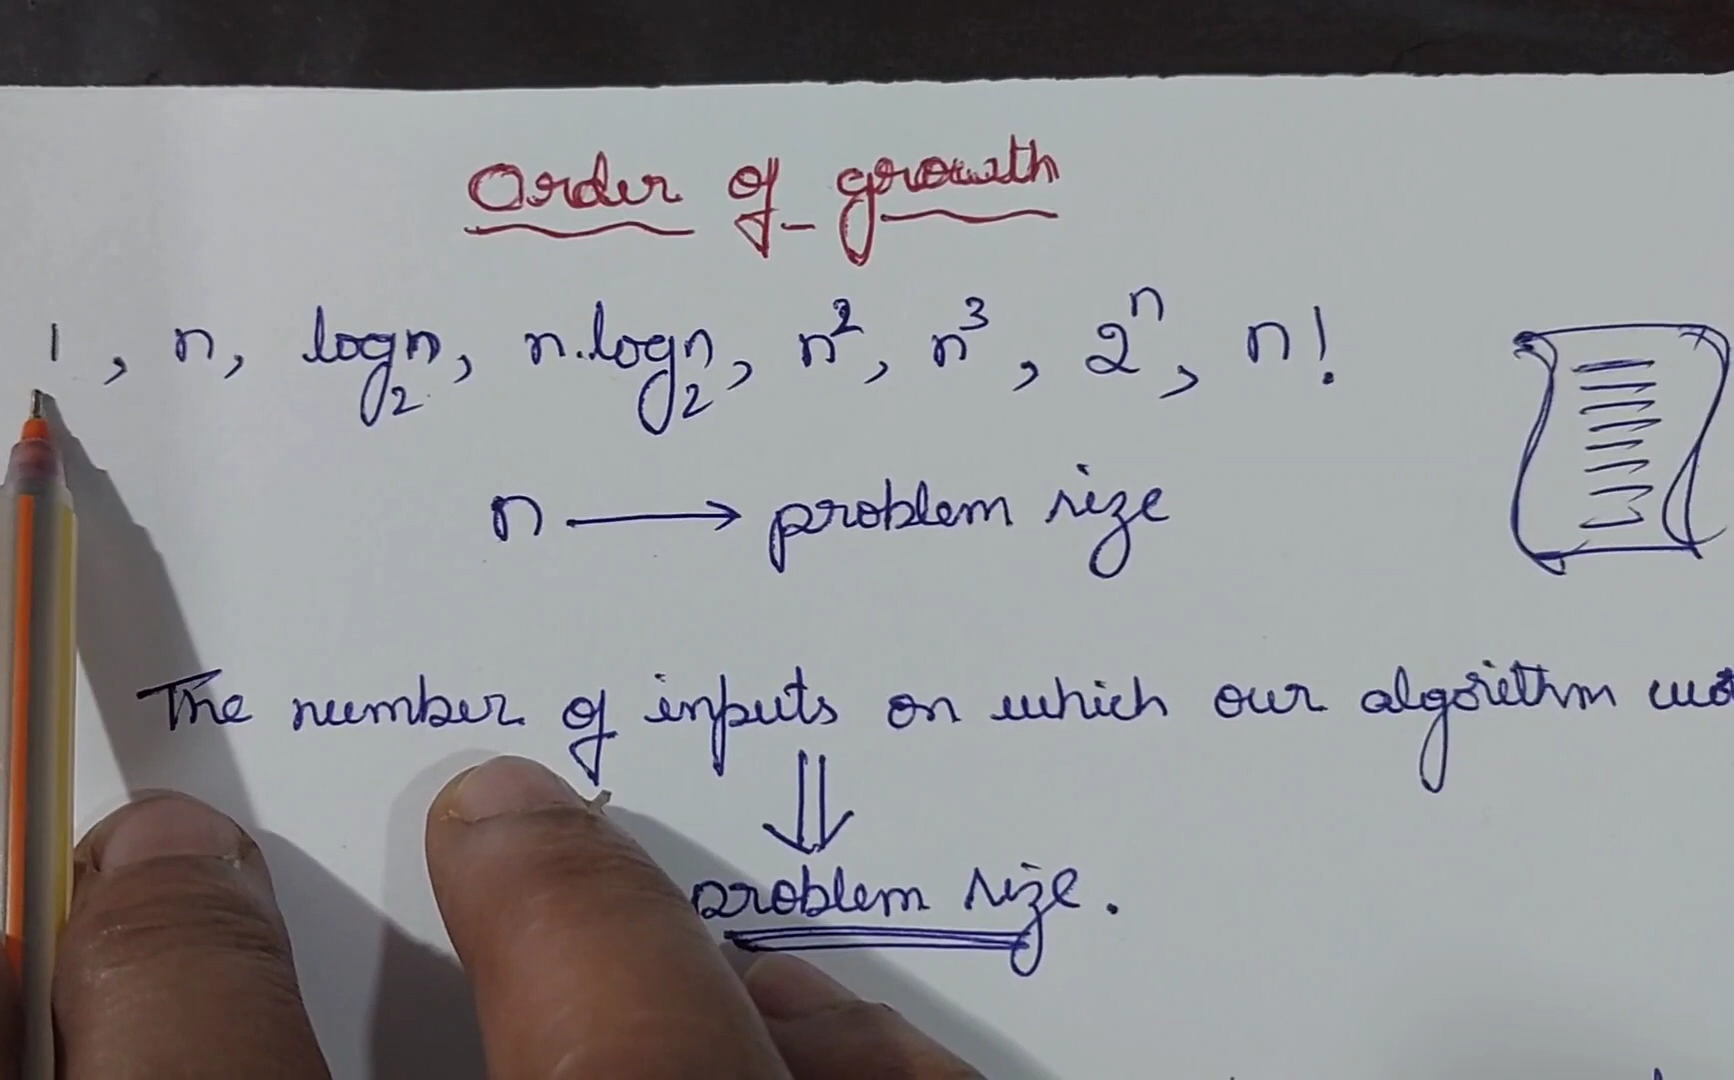 Order of growth
1, n, log₂n, n.log₂n, n², n³, 2ⁿ, n!
n → problem size
The number of inputs on which our algorithm
⇓
problem size.